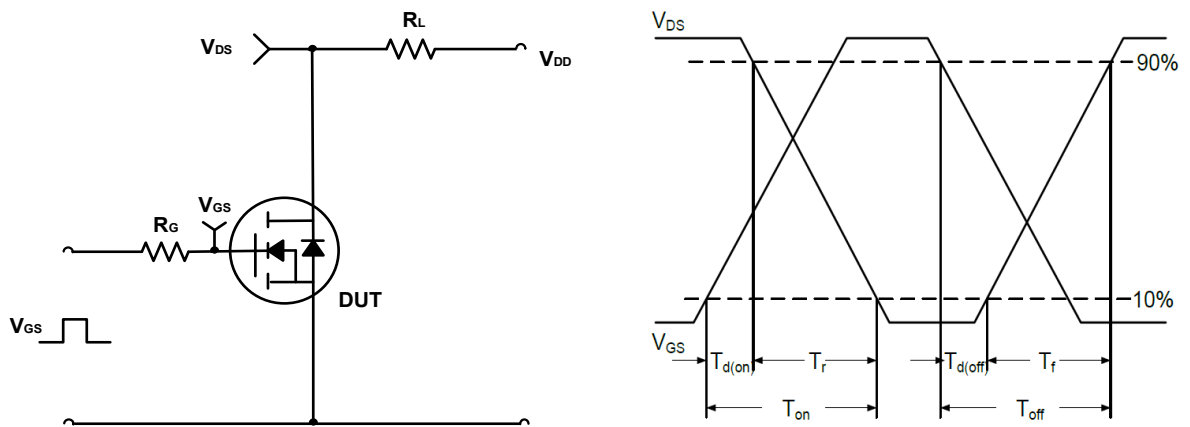 RL
VDS
VDD
VGS
RG
DUT
VGS
VDS
90%
10%
VGS
Td(on)
Tr
Td(off)
Tf
Ton
Toff